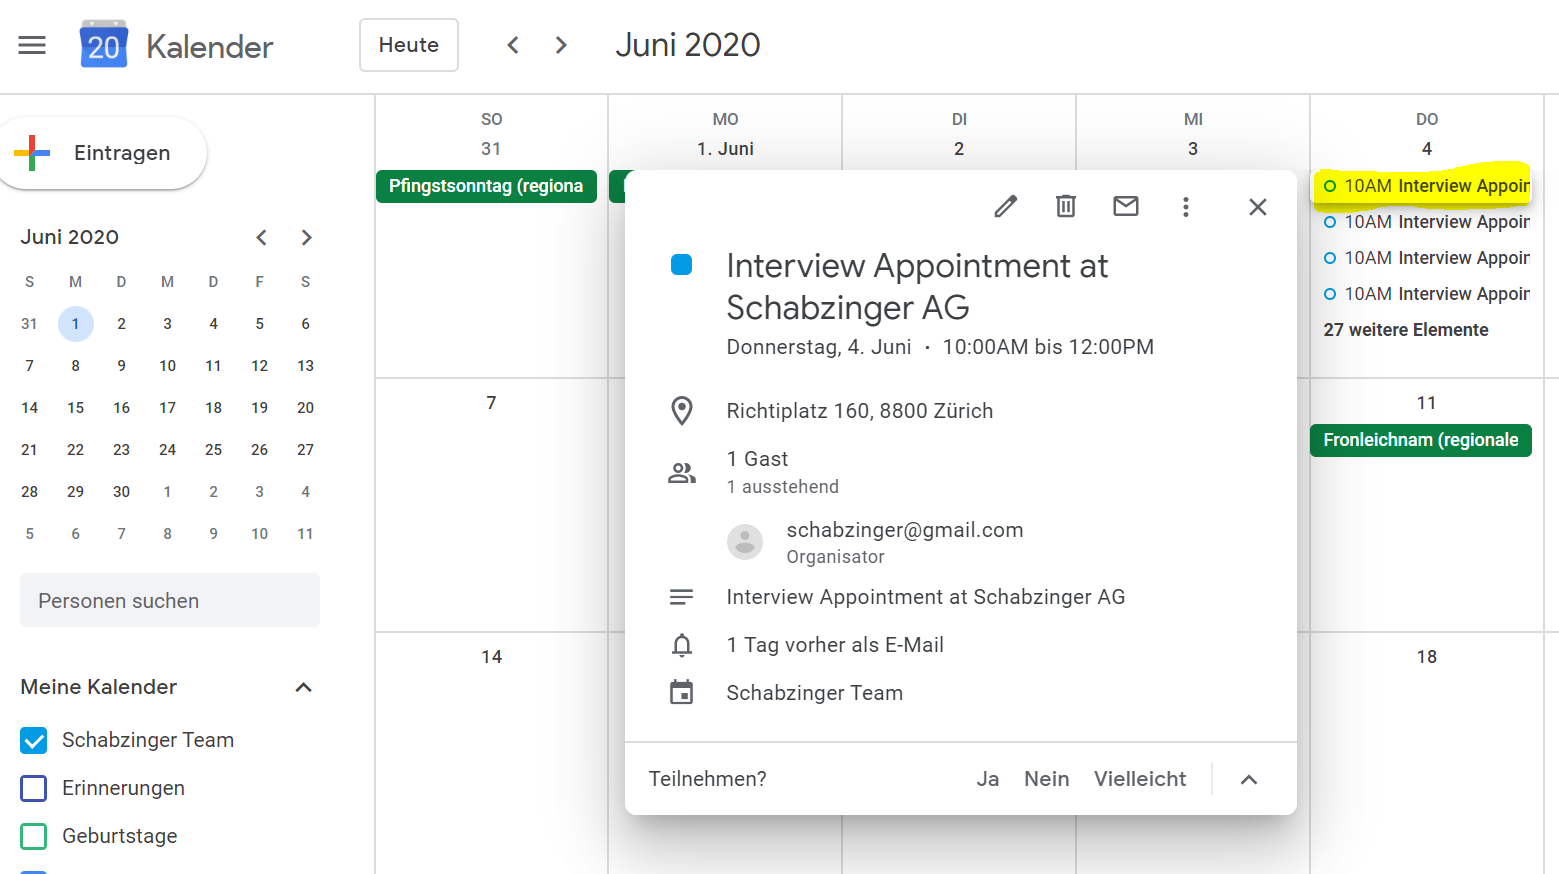 20 Kalender Heute Juni 2020
Eintragen
SO MO DI MI DO
31 1. Juni 2 3 4
Pfingstsonntag (regiona
10AM Interview Appoin
10AM Interview Appoin
10AM Interview Appoin
10AM Interview Appoin
27 weitere Elemente
7
11
Fronleichnam (regionale
14
18
Juni 2020
S M D M D F S
31 1 2 3 4 5 6
7 8 9 10 11 12 13
14 15 16 17 18 19 20
21 22 23 24 25 26 27
28 29 30 1 2 3 4
5 6 7 8 9 10 11
Personen suchen
Meine Kalender
Schabzinger Team
Erinnerungen
Geburtstage
Interview Appointment at
Schabzinger AG
Donnerstag, 4. Juni · 10:00AM bis 12:00PM
Richtiplatz 160, 8800 Zürich
1 Gast
1 ausstehend
schabzinger@gmail.com
Organisator
Interview Appointment at Schabzinger AG
1 Tag vorher als E-Mail
Schabzinger Team
Teilnehmen? Ja Nein Vielleicht